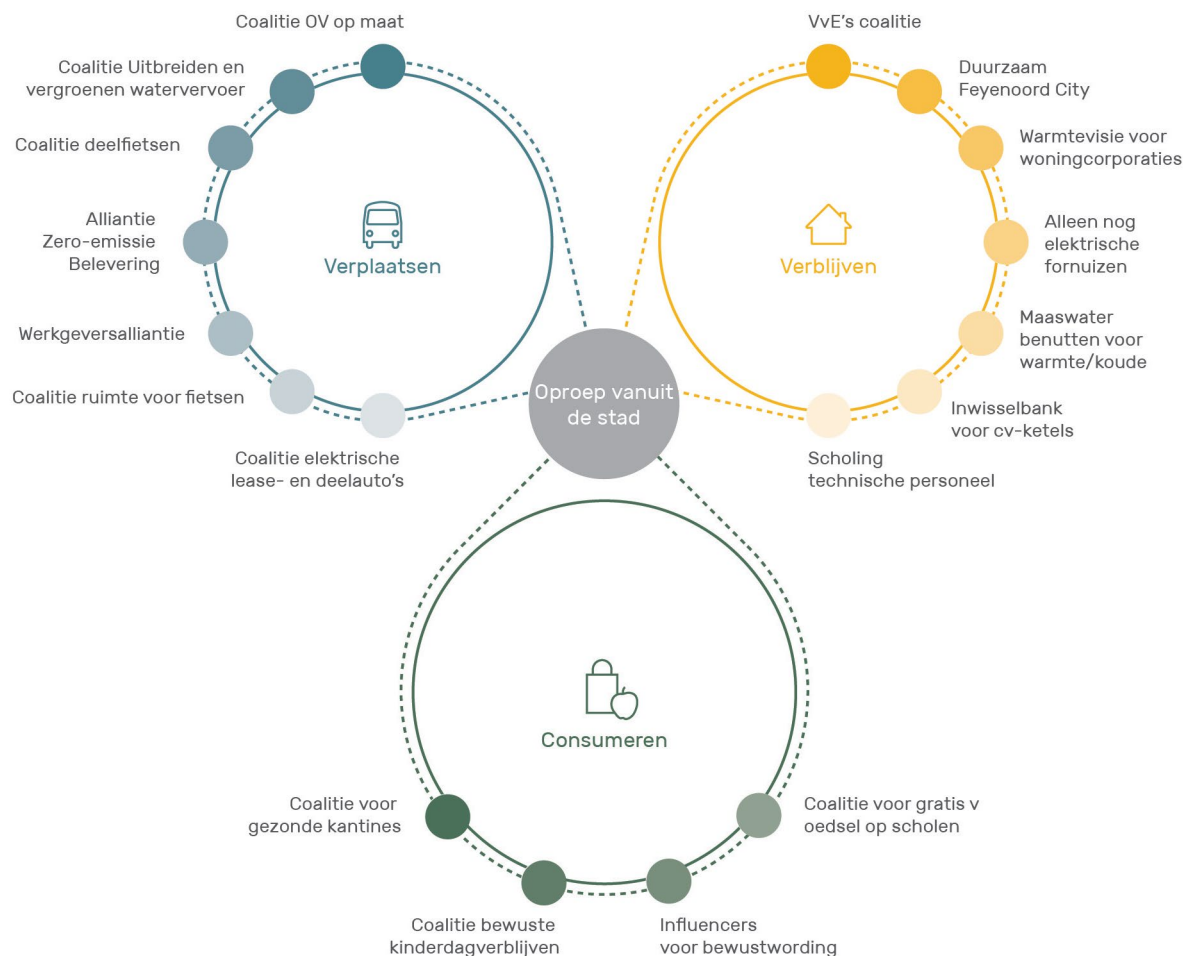 Coalitie OV op maat
Coalitie Uitbreiden en
vergroenen watervervoer
Coalitie deelfietsen
Alliantie
Zero-emissie
Belevering
Werkgeversalliantie
Coalitie ruimte voor fietsen
Coalitie elektrische
lease- en deelauto's
Verplaatsen
VvE's coalitie
Duurzaam
Feyenoord City
Warmtevisie voor
woningcorporaties
Alleen nog
elektrische
fornuizen
Maaswater
benutten voor
warmte/koude
Inwisselbank
voor cv-ketels
Scholing
technische personeel
Verblijven
Oproep vanuit
de stad
Consumeren
Coalitie voor
gezonde kantines
Coalitie bewuste
kinderdagverblijven
Influencers
voor bewustwording
Coalitie voor gratis v
oedsel op scholen